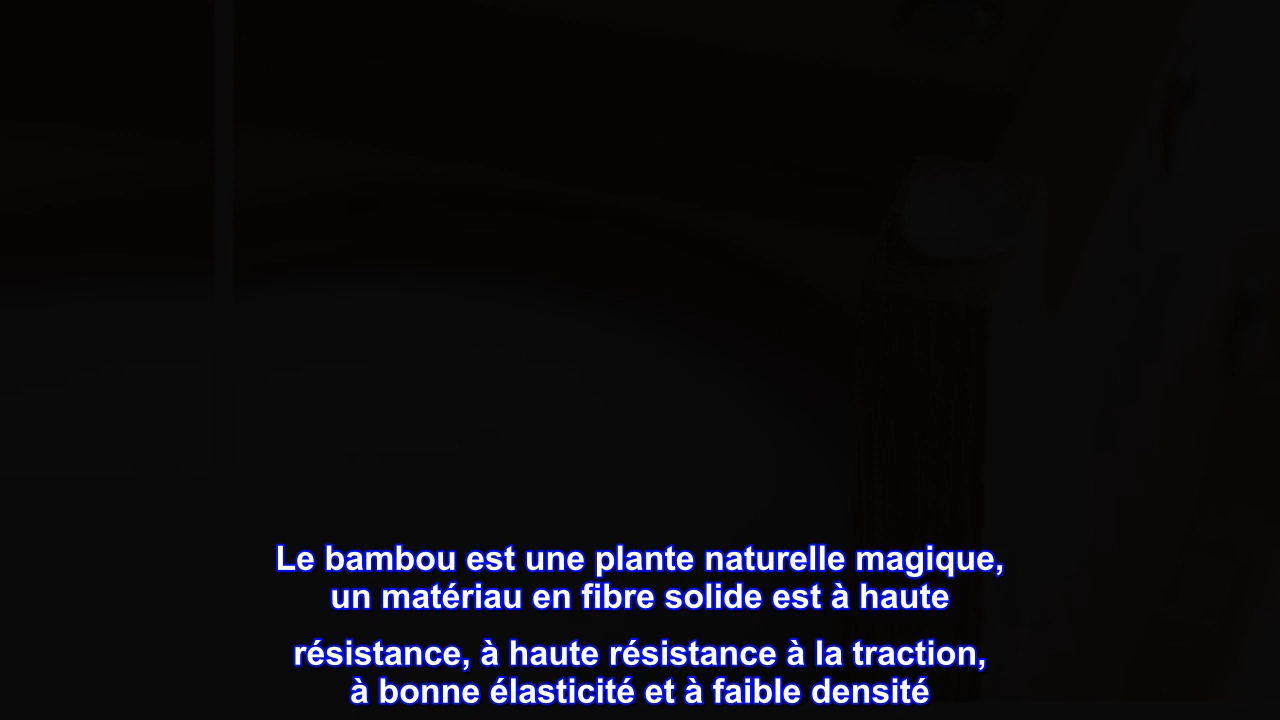 Le bambou est une plante naturelle magique,
un matériau en fibre solide est à haute
résistance, à haute résistance à la traction,
à bonne élasticité et à faible densité